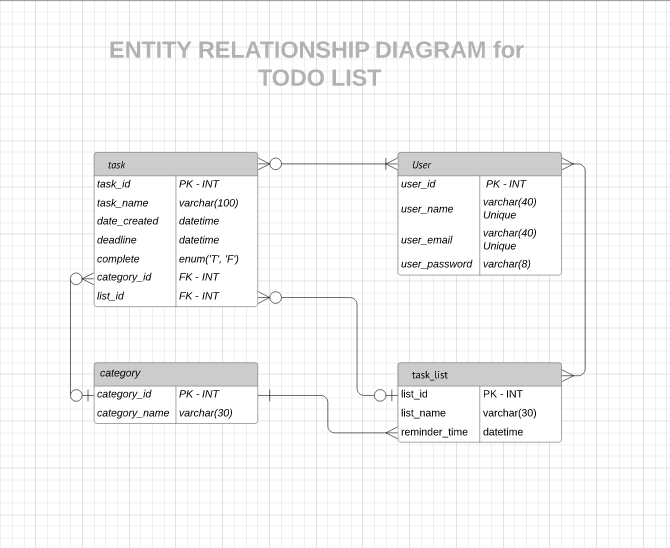 ENTITY RELATIONSHIP DIAGRAM for
TODO LIST
task
task_id PK - INT
task_name varchar(100)
date_created datetime
deadline datetime
complete enum('T', 'F')
category_id FK - INT
list_id FK - INT
User
user_id PK - INT
user_name varchar(40)
Unique
user_email varchar(40)
Unique
user_password varchar(8)
category
category_id PK - INT
category_name varchar(30)
task_list
list_id PK - INT
list_name varchar(30)
reminder_time datetime